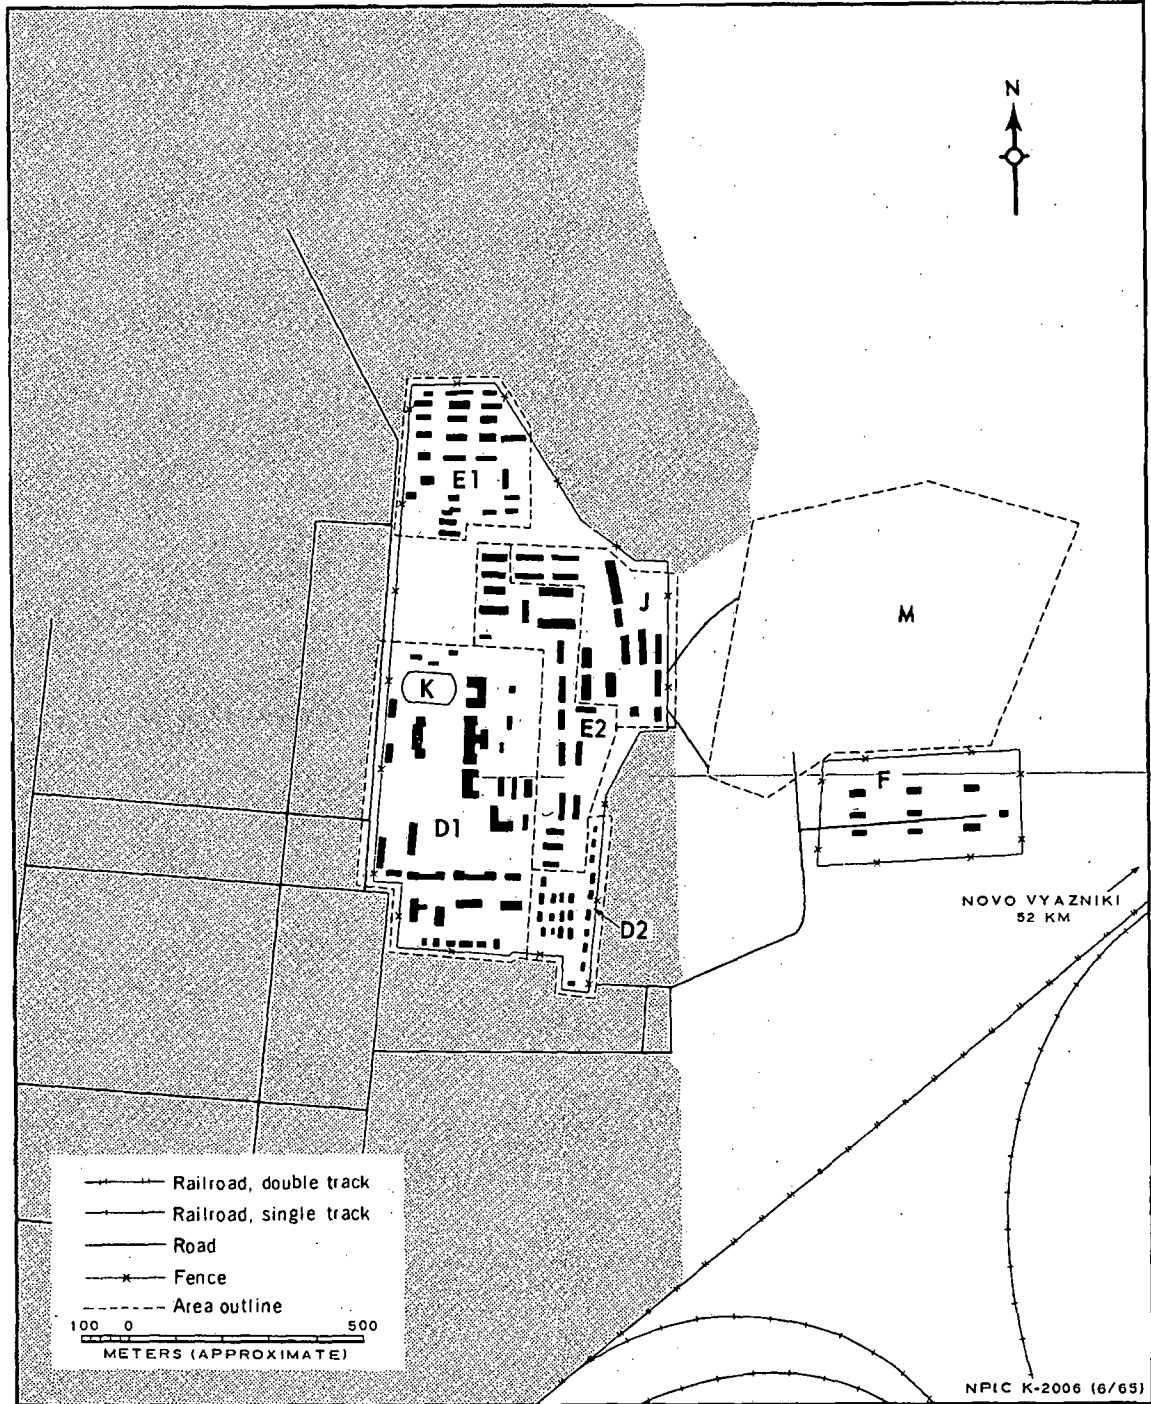 N
E1
J
M
K
E2
F
D1
NOVO VYAZNIKI
52 KM
D2
Railroad, double track
Railroad, single track
Road
Fence
Area outline
100 0 500
METERS (APPROXIMATE)
NPIC K-2006 (6/65)